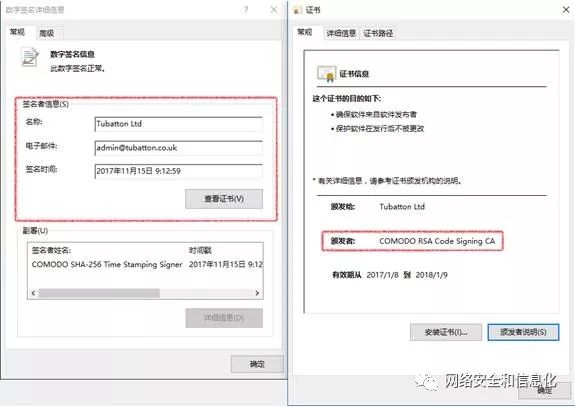 数字签名详细信息
常规 高级
数字签名信息
此数字签名正常。
签名者信息(S)
名称: Tubatton Ltd
电子邮件: admin@tubatton.co.uk
签名时间: 2017年11月15日 9:12:59
查看证书(V)
副署(U)
签名者姓名: 时间戳
COMODO SHA-256 Time Stamping Signer 2017年11月15日 9:12
详细信息(D)
确定
证书
常规 详细信息 证书路径
证书信息
这个证书的目的如下:
• 确保软件来自软件发布者
• 保护软件在发行后不被更改
* 有关详细信息，请参考证书颁发机构的说明。
颁发给: Tubatton Ltd
颁发者: COMODO RSA Code Signing CA
有效期从 2017/1/8 到 2018/1/9
安装证书(I)... 颁发者说明(S)
确定
网络安全和信息化